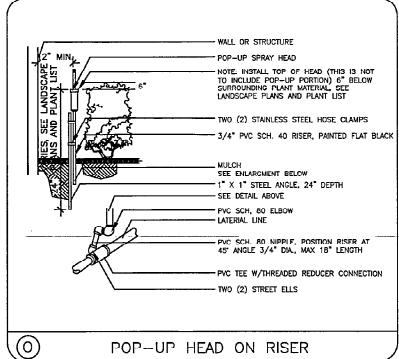 WALL OR STRUCTURE
2" MIN.
POP-UP SPRAY HEAD
NOTE: INSTALL TOP OF HEAD (THIS IS NOT
TO INCLUDE POP-UP PORTION) 6" BELOW
SURROUNDING PLANT MATERIAL. SEE
LANDSCAPE PLANS AND PLANT LIST
6"
RIES, SEE LANDSCAPE
ANS AND PLANT LIST
TWO (2) STAINLESS STEEL HOSE CLAMPS
3/4" PVC SCH. 40 RISER, PAINTED FLAT BLACK
MULCH
SEE ENLARGMENT BELOW
24"
1" X 1" STEEL ANGLE, 24" DEPTH
SEE DETAIL ABOVE
PVC SCH. 80 ELBOW
LATERIAL LINE
PVC SCH. 80 NIPPLE, POSITION RISER AT
45° ANGLE 3/4" DIA., MAX 18" LENGTH
PVC TEE W/THREADED REDUCER CONNECTION
TWO (2) STREET ELLS
O POP-UP HEAD ON RISER